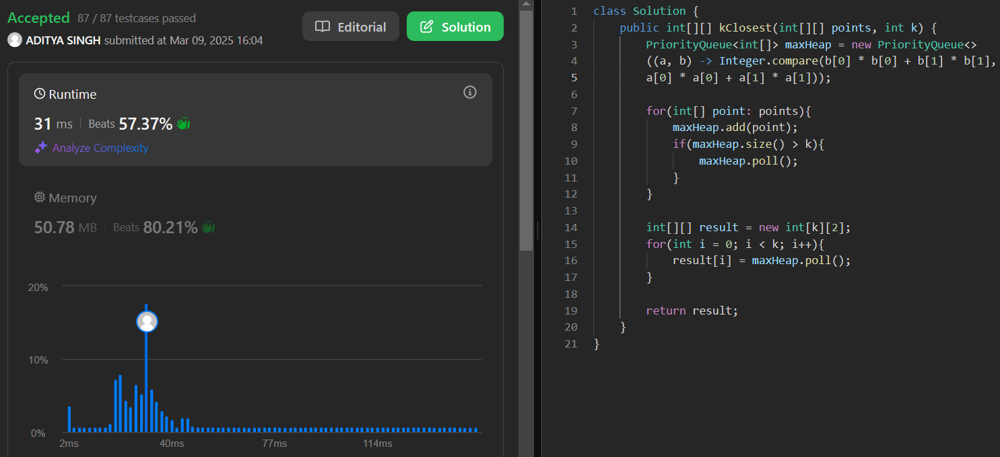 Accepted 87 / 87 testcases passed
ADITYA SINGH submitted at Mar 09, 2025 16:04
Editorial
Solution
Runtime
31 ms Beats 57.37%
Analyze Complexity
Memory
50.78 MB Beats 80.21%
20%
10%
0%
2ms 40ms 77ms 114ms
1 class Solution {
2 public int[][] kClosest(int[][] points, int k) {
3 PriorityQueue<int[]> maxHeap = new PriorityQueue<>
4 ((a, b) -> Integer.compare(b[0] * b[0] + b[1] * b[1],
5 a[0] * a[0] + a[1] * a[1]));
6
7 for(int[] point: points){
8 maxHeap.add(point);
9 if(maxHeap.size() > k){
10 maxHeap.poll();
11 }
12 }
13
14 int[][] result = new int[k][2];
15 for(int i = 0; i < k; i++){
16 result[i] = maxHeap.poll();
17 }
18
19 return result;
20 }
21 }